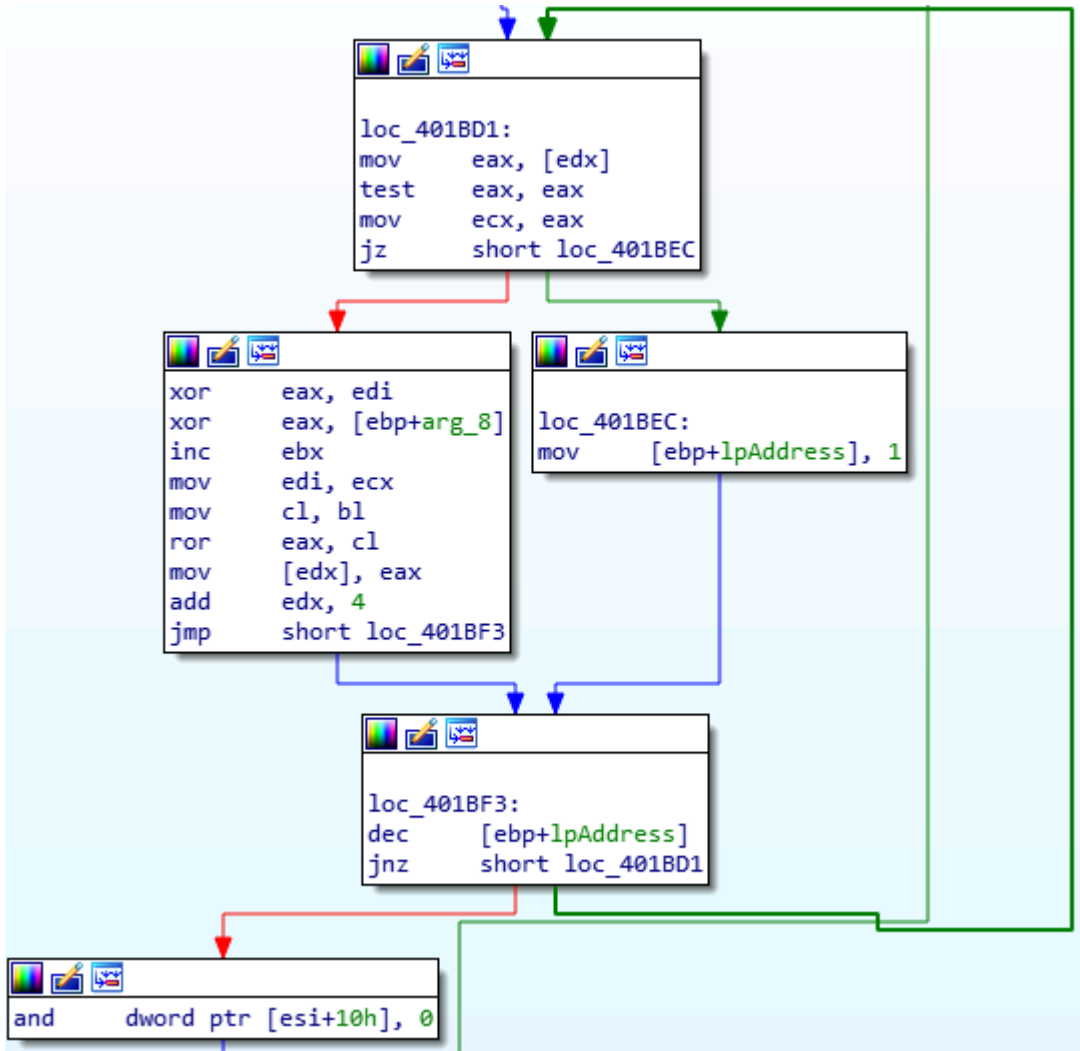 loc_401BD1:
mov eax, [edx]
test eax, eax
mov ecx, eax
jz short loc_401BEC
xor eax, edi
xor eax, [ebp+arg_8]
inc ebx
mov edi, ecx
mov cl, bl
ror eax, cl
mov [edx], eax
add edx, 4
jmp short loc_401BF3
loc_401BEC:
mov [ebp+lpAddress], 1
loc_401BF3:
dec [ebp+lpAddress]
jnz short loc_401BD1
and dword ptr [esi+10h], 0